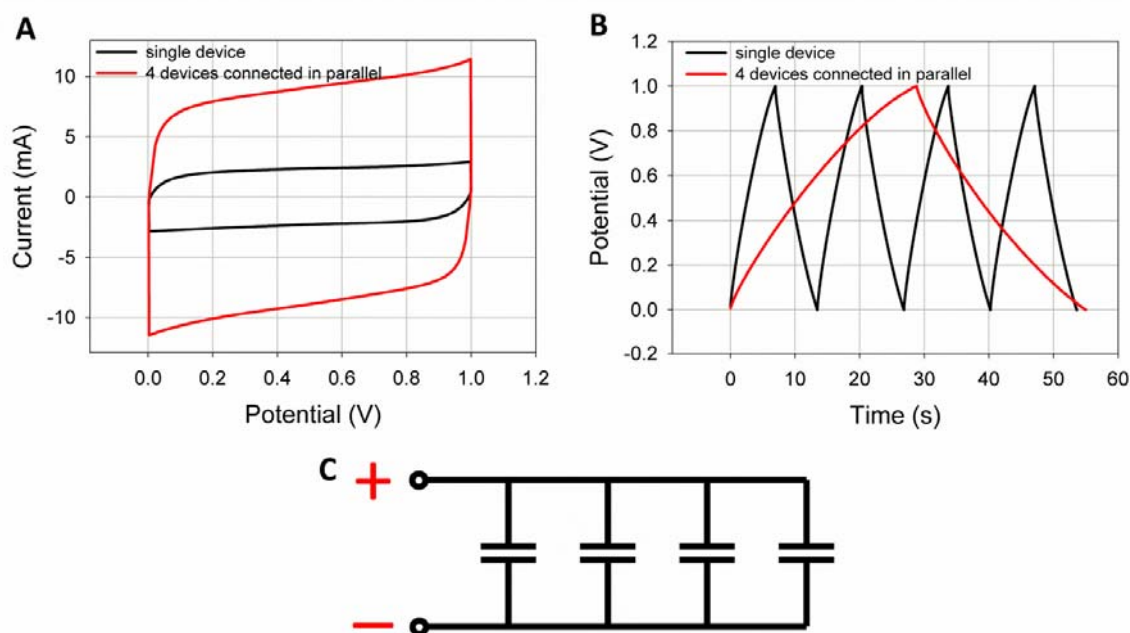 A
single device
4 devices connected in parallel
10
5
0
-5
-10
Current (mA)
0.0 0.2 0.4 0.6 0.8 1.0 1.2
Potential (V)
B
single device
4 devices connected in parallel
1.2
1.0
0.8
0.6
0.4
0.2
0.0
-0.2
Potential (V)
0 10 20 30 40 50 60
Time (s)
C
+
−